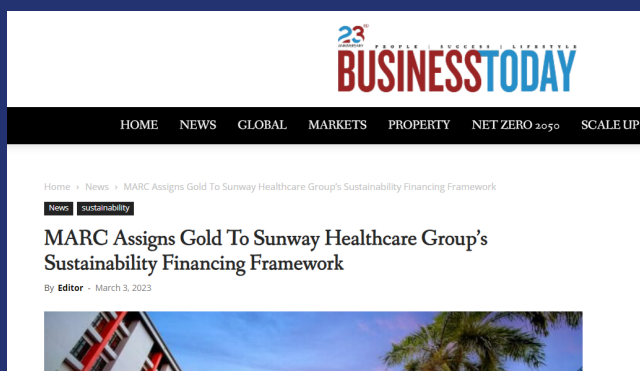 23rd
ANNIVERSARY
PEOPLE | SUCCESS | LIFESTYLE
BUSINESSTODAY
HOME NEWS GLOBAL MARKETS PROPERTY NET ZERO 2050 SCALE UP
Home › News › MARC Assigns Gold To Sunway Healthcare Group's Sustainability Financing Framework
News sustainability
MARC Assigns Gold To Sunway Healthcare Group's
Sustainability Financing Framework
By Editor - March 3, 2023